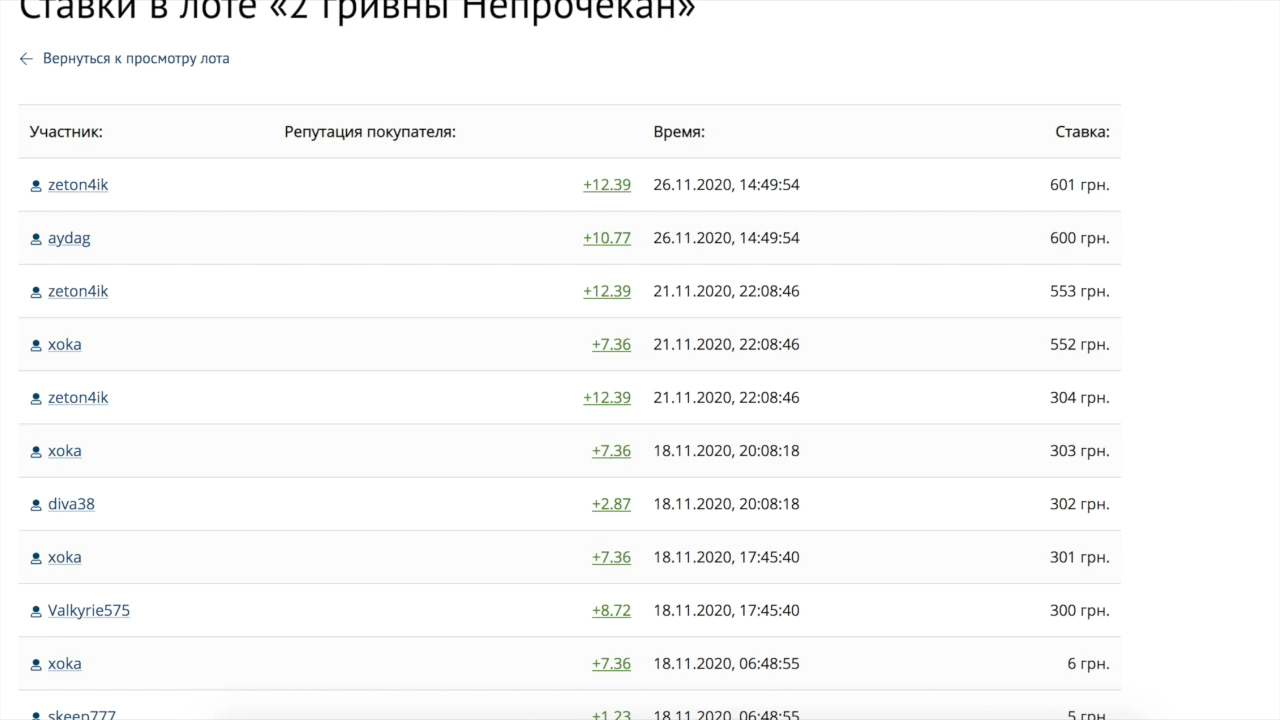 Ставки в лоте «2 гривны Непрочекан»
Вернуться к просмотру лота
Участник: Репутация покупателя: Время: Ставка:
zeton4ik +12.39 26.11.2020, 14:49:54 601 грн.
aydag +10.77 26.11.2020, 14:49:54 600 грн.
zeton4ik +12.39 21.11.2020, 22:08:46 553 грн.
xoka +7.36 21.11.2020, 22:08:46 552 грн.
zeton4ik +12.39 21.11.2020, 22:08:46 304 грн.
xoka +7.36 18.11.2020, 20:08:18 303 грн.
diva38 +2.87 18.11.2020, 20:08:18 302 грн.
xoka +7.36 18.11.2020, 17:45:40 301 грн.
Valkyrie575 +8.72 18.11.2020, 17:45:40 300 грн.
xoka +7.36 18.11.2020, 06:48:55 6 грн.
skeep777 +1.23 18.11.2020, 06:48:55 5 грн.